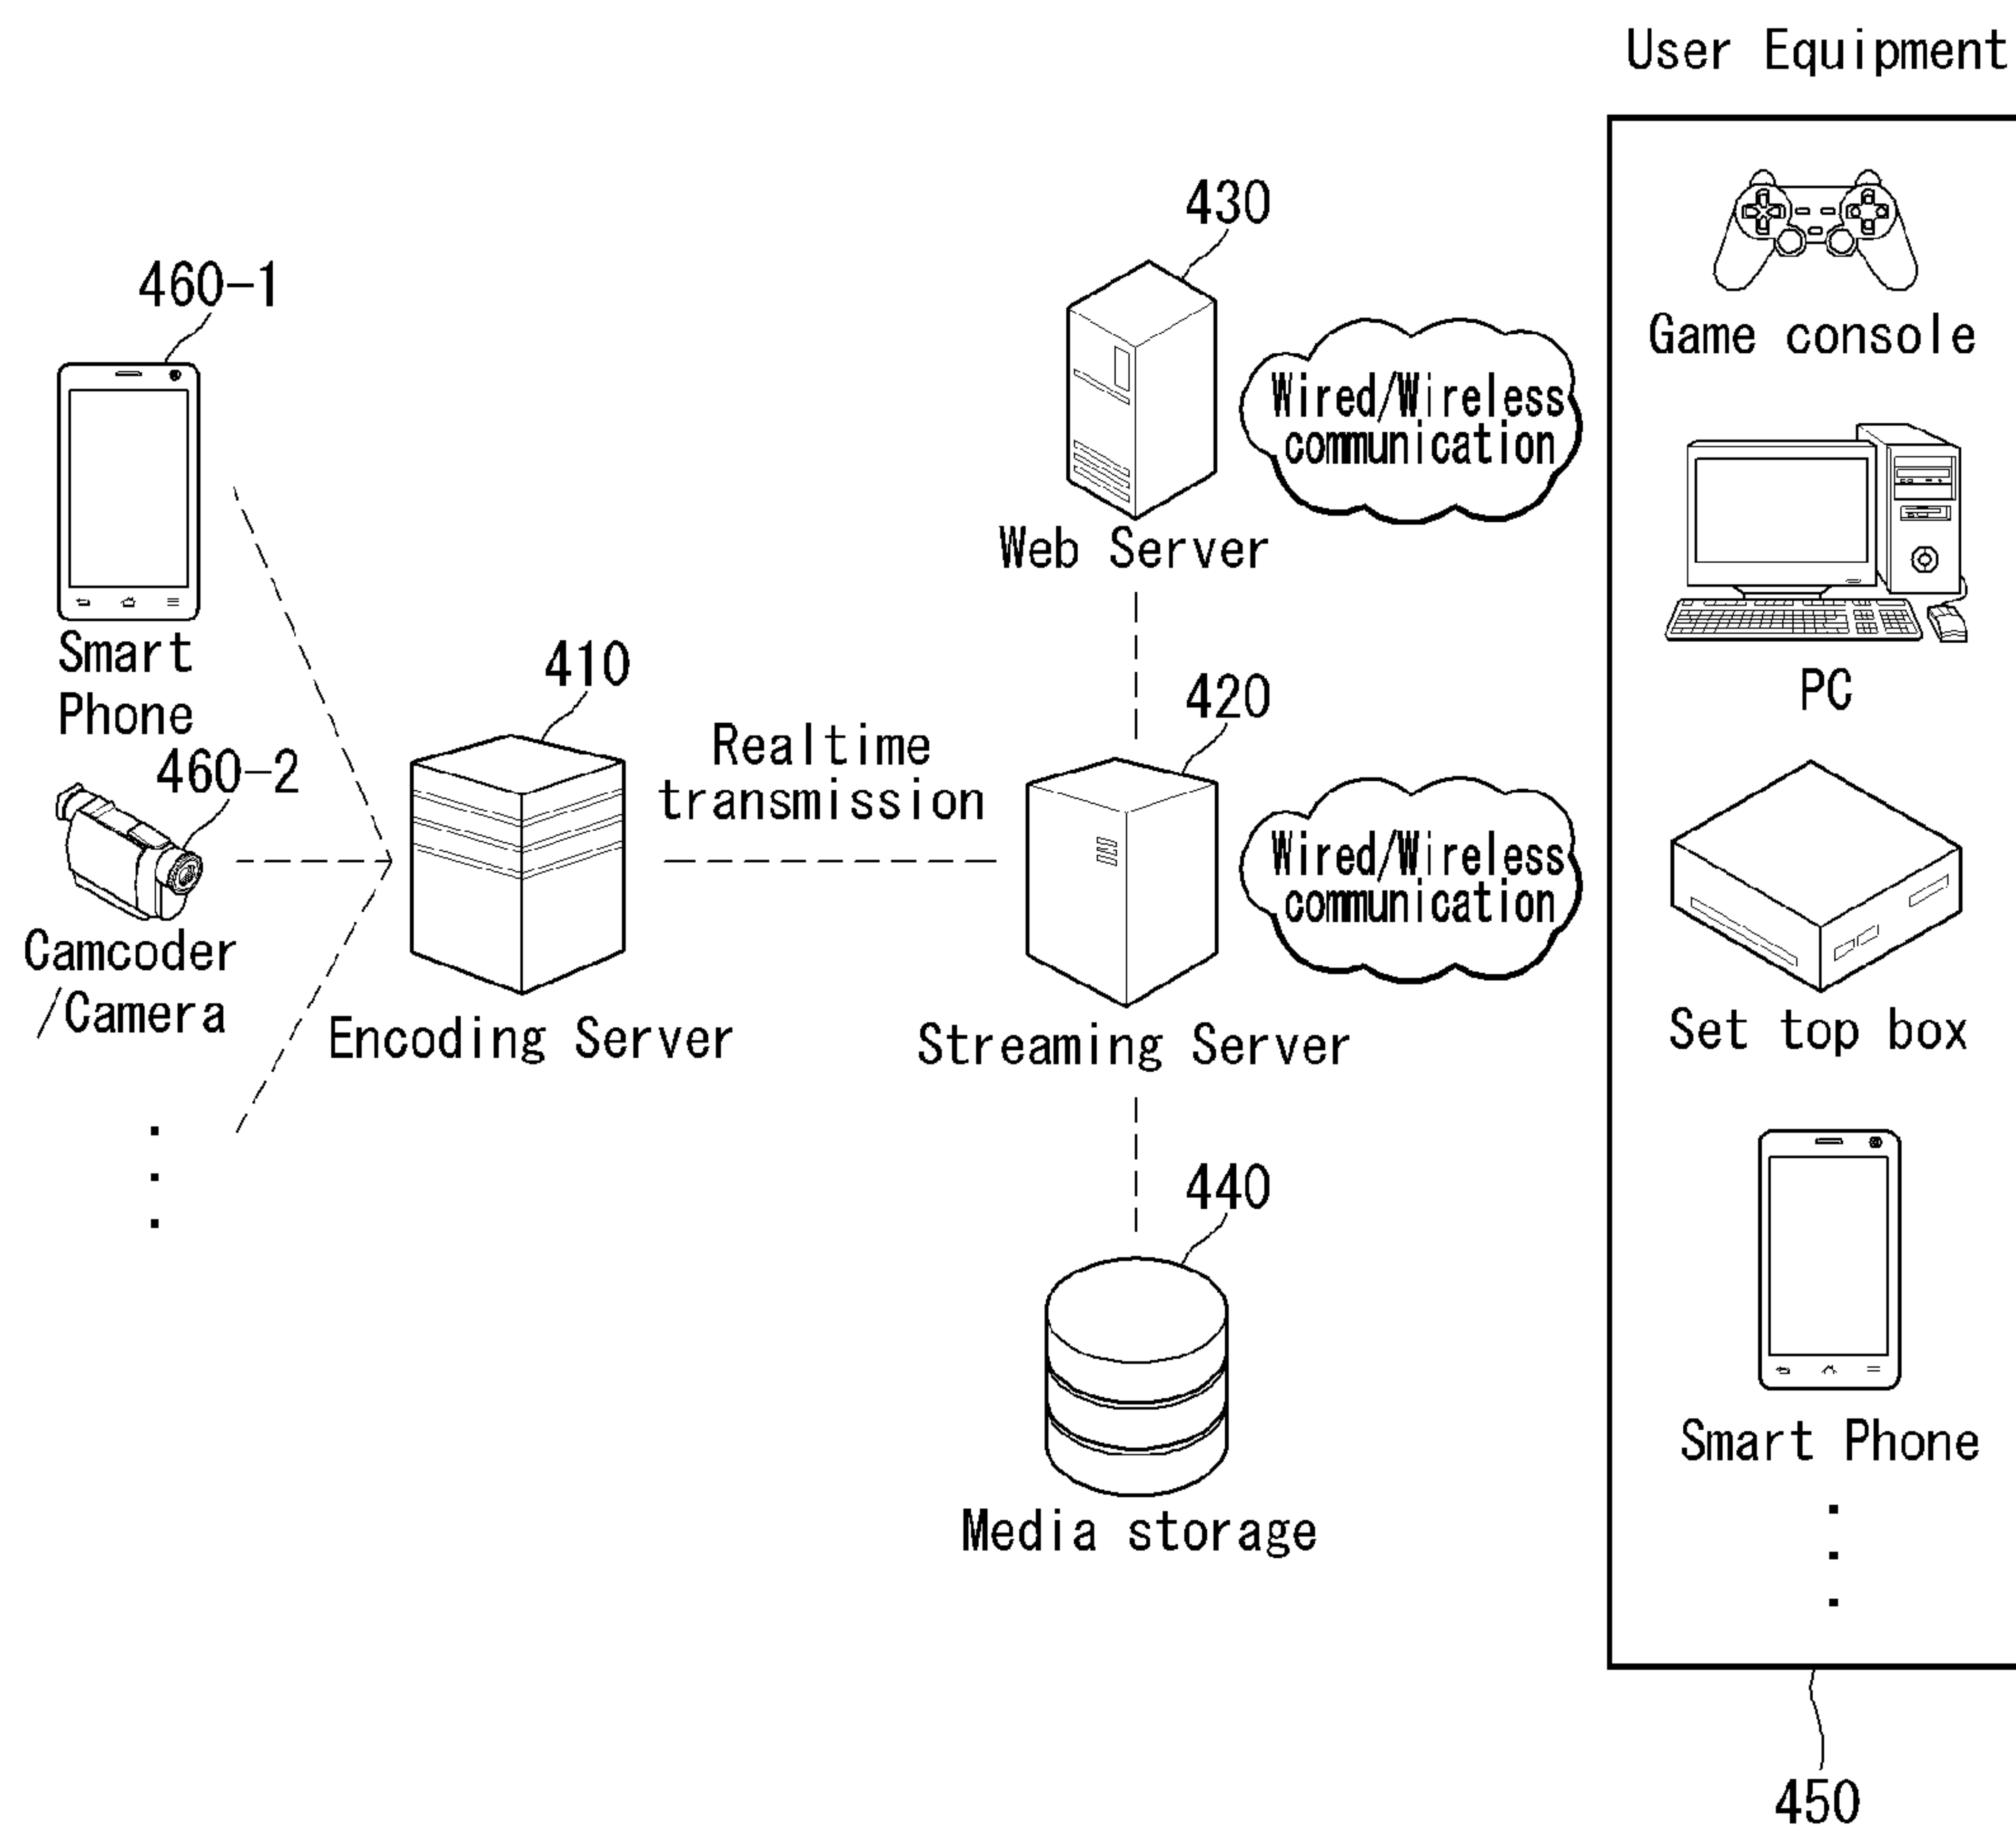 User Equipment
430
460-1
Game console
Wired/Wireless
communication
Web Server
Smart
Phone
410
420
PC
460-2
Realtime
transmission
Wired/Wireless
communication
Camcoder
/Camera
Encoding Server
Streaming Server
Set top box
440
Smart Phone
Media storage
450